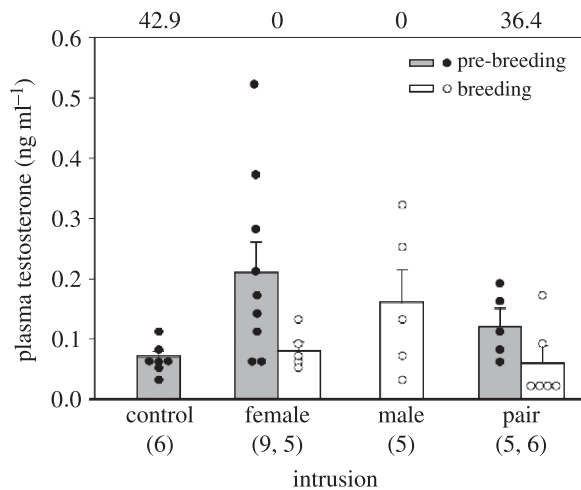 42.9 0 0 36.4
0.6
0.5
0.4
0.3
0.2
0.1
0.0
plasma testosterone (ng ml⁻¹)
pre-breeding
breeding
control female male pair
(6) (9, 5) (5) (5, 6)
intrusion